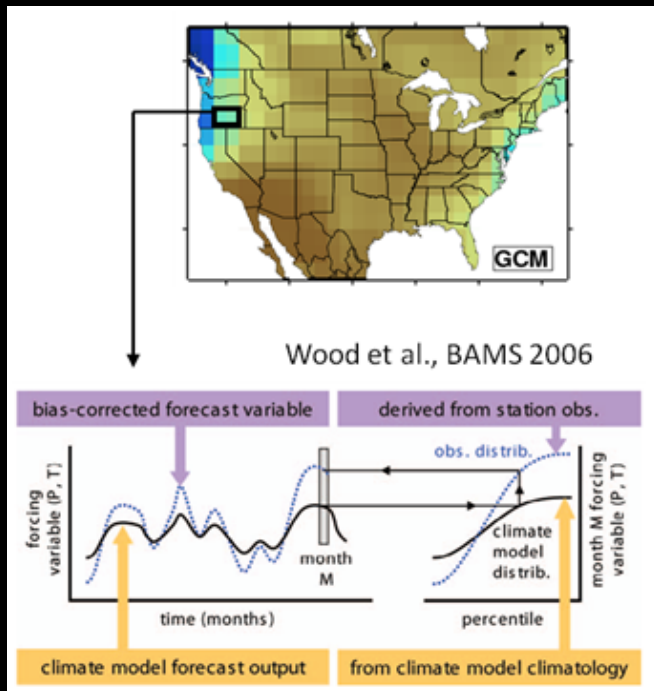 GCM
Wood et al., BAMS 2006
bias-corrected forecast variable
derived from station obs.
obs. distrib.
forcing
variable (P, T)
month
M
climate
model
distrib.
month M forcing
variable (P, T)
time (months)
percentile
climate model forecast output
from climate model climatology